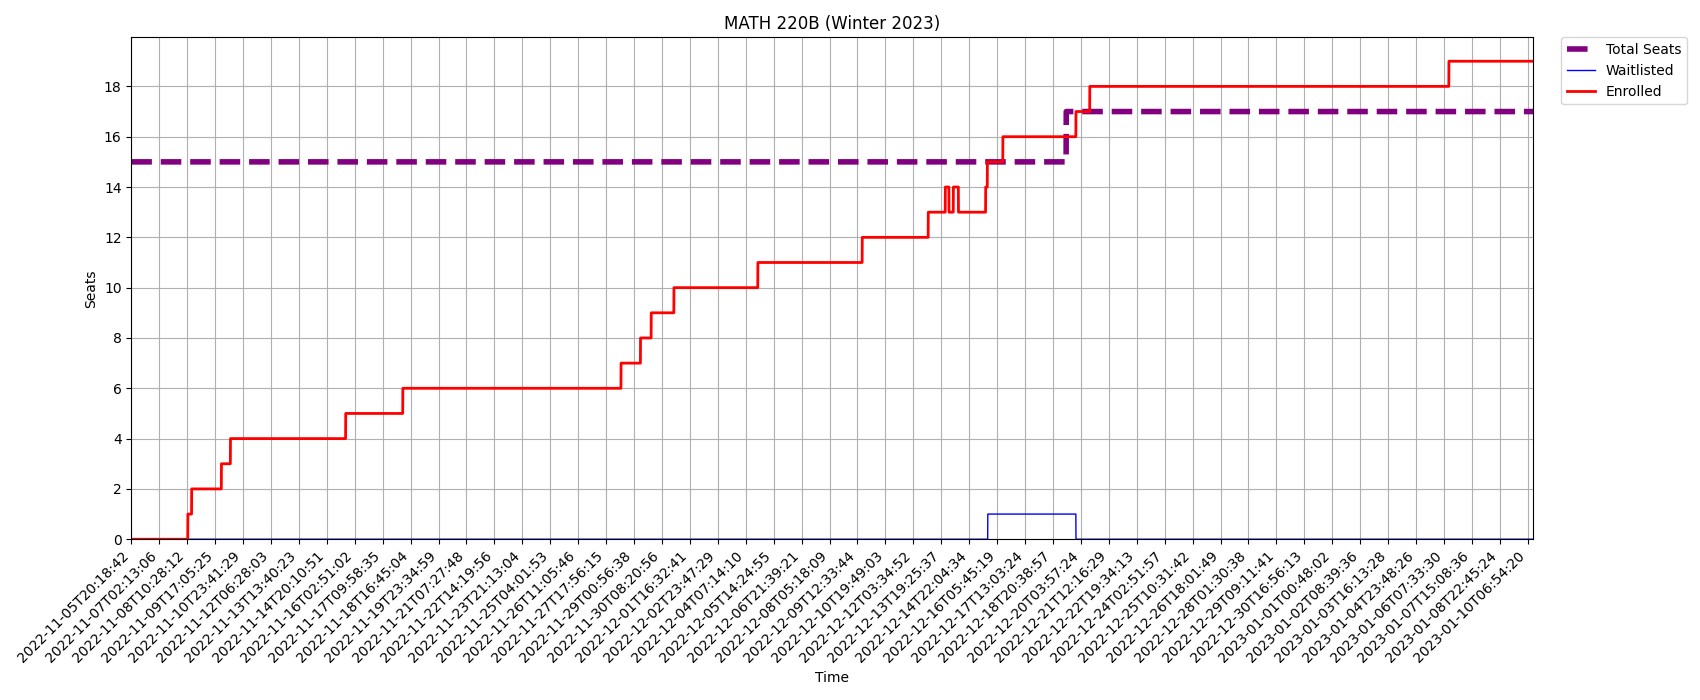 MATH 220B (Winter 2023)
Total Seats
Waitlisted
Enrolled
Seats
18
16
14
12
10
8
6
4
2
0
2022-11-05T20:18:42
2022-11-07T02:13:06
2022-11-08T10:28:12
2022-11-09T17:05:25
2022-11-10T23:41:29
2022-11-12T06:28:03
2022-11-13T13:40:23
2022-11-14T20:10:51
2022-11-16T02:51:02
2022-11-17T09:58:35
2022-11-18T16:45:04
2022-11-19T23:34:59
2022-11-21T07:27:48
2022-11-22T14:19:56
2022-11-23T21:13:04
2022-11-25T04:01:53
2022-11-26T11:05:46
2022-11-27T17:56:15
2022-11-29T00:56:38
2022-11-30T08:20:56
2022-12-01T16:32:41
2022-12-02T23:47:29
2022-12-04T07:14:10
2022-12-05T14:24:55
2022-12-06T21:39:21
2022-12-08T05:18:09
2022-12-09T12:33:44
2022-12-10T19:49:03
2022-12-12T03:34:52
2022-12-13T19:25:37
2022-12-14T22:04:34
2022-12-16T05:45:19
2022-12-17T13:03:24
2022-12-18T20:38:57
2022-12-20T03:57:24
2022-12-21T12:16:29
2022-12-22T19:34:13
2022-12-24T02:51:57
2022-12-25T10:31:42
2022-12-26T18:01:49
2022-12-28T01:30:38
2022-12-29T09:11:41
2022-12-30T16:56:13
2023-01-01T00:48:02
2023-01-02T08:39:36
2023-01-03T16:13:28
2023-01-04T23:48:26
2023-01-06T07:33:30
2023-01-07T15:08:36
2023-01-08T22:45:24
2023-01-10T06:54:20
Time